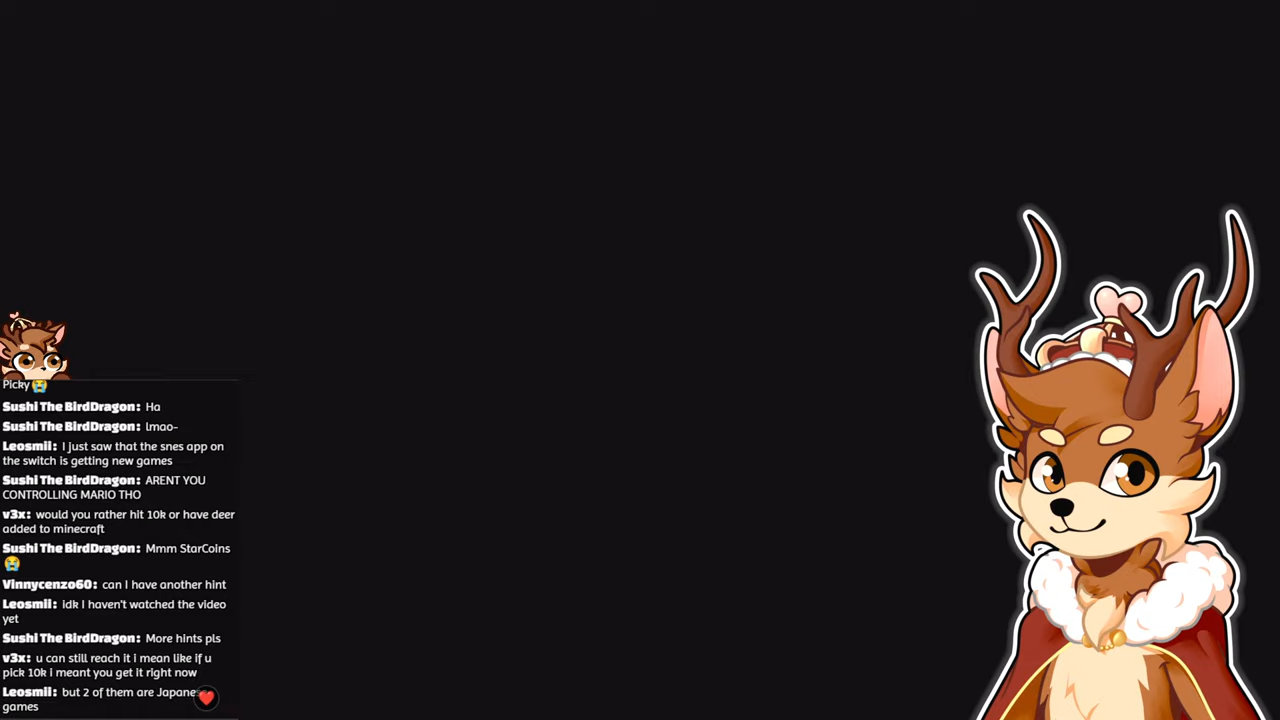 Picky😭
Sushi The BirdDragon: Ha
Sushi The BirdDragon: lmao-
Leosmii: I just saw that the snes app on
the switch is getting new games
Sushi The BirdDragon: ARENT YOU
CONTROLLING MARIO THO
v3x: would you rather hit 10k or have deer
added to minecraft
Sushi The BirdDragon: Mmm StarCoins
😭
Vinnycenzo60: can I have another hint
Leosmii: idk I haven't watched the video
yet
Sushi The BirdDragon: More hints pls
v3x: u can still reach it i mean like if u
pick 10k i meant you get it right now
Leosmii: but 2 of them are Japanese
games